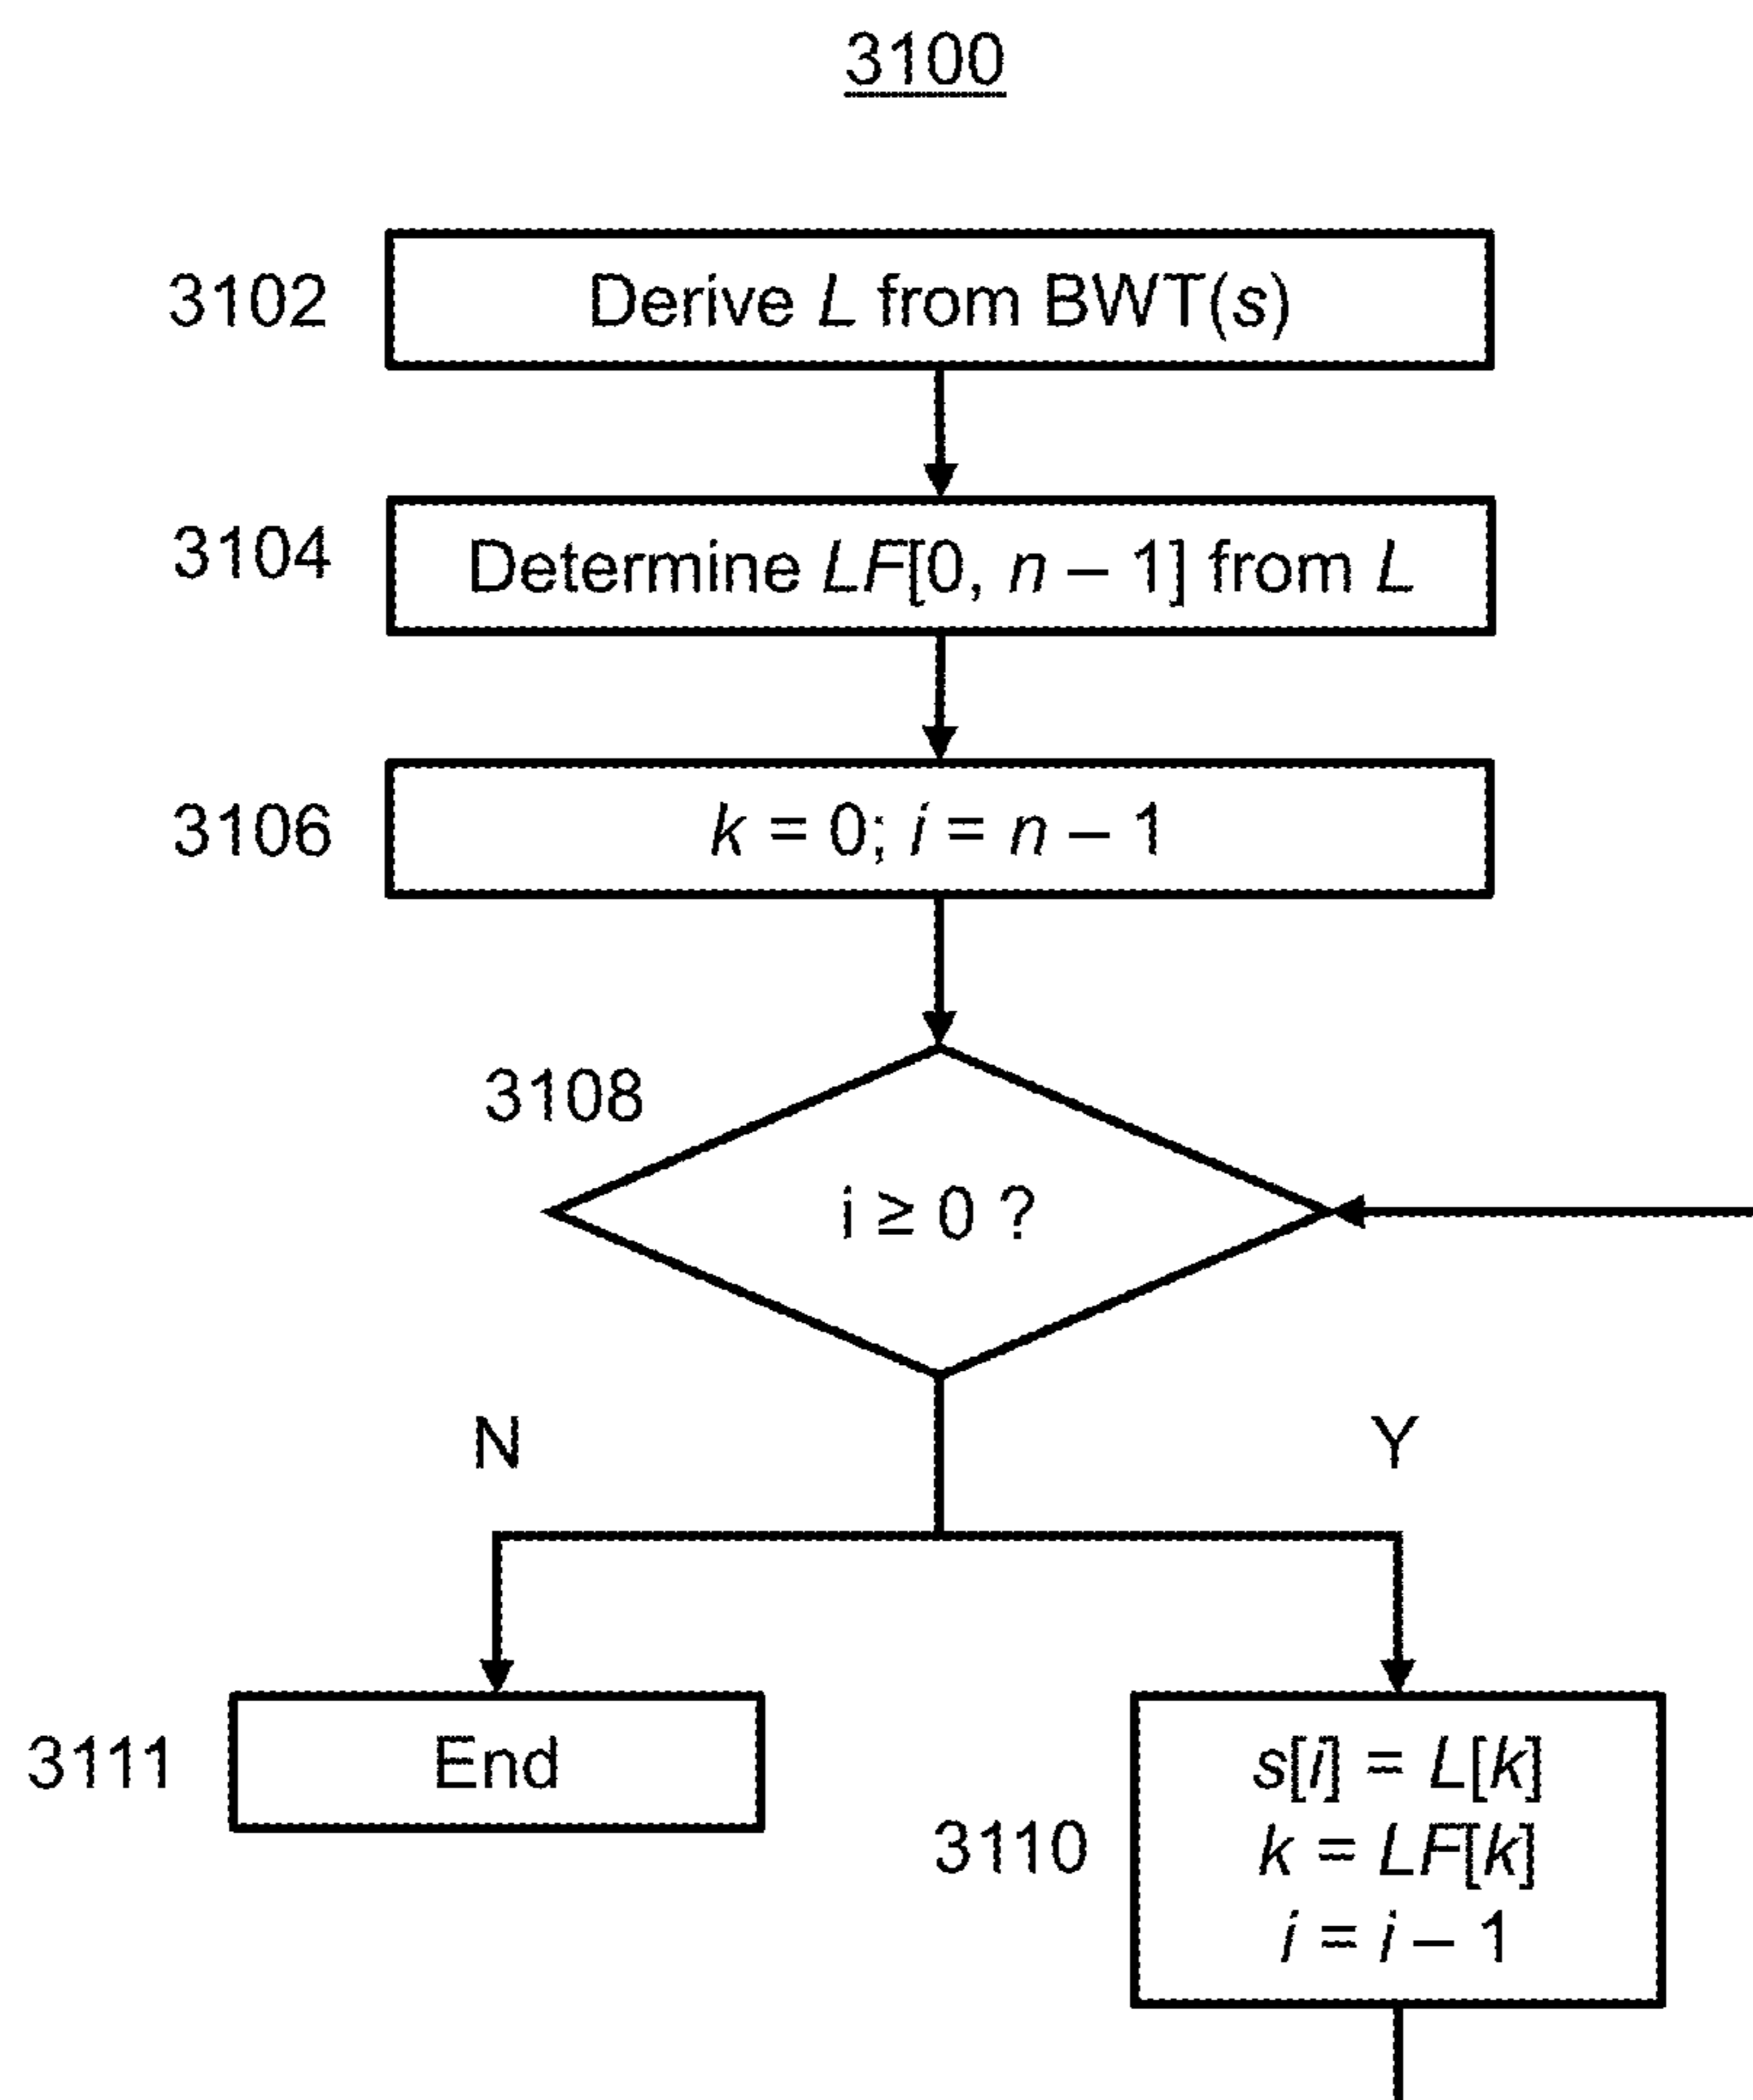 3100
3102
Derive L from BWT(s)
3104
Determine LF[0, n – 1] from L
3106
k = 0; i = n – 1
3108
i ≥ 0 ?
N
Y
3111
End
3110
s[i] = L[k]
k = LF[k]
i = i – 1